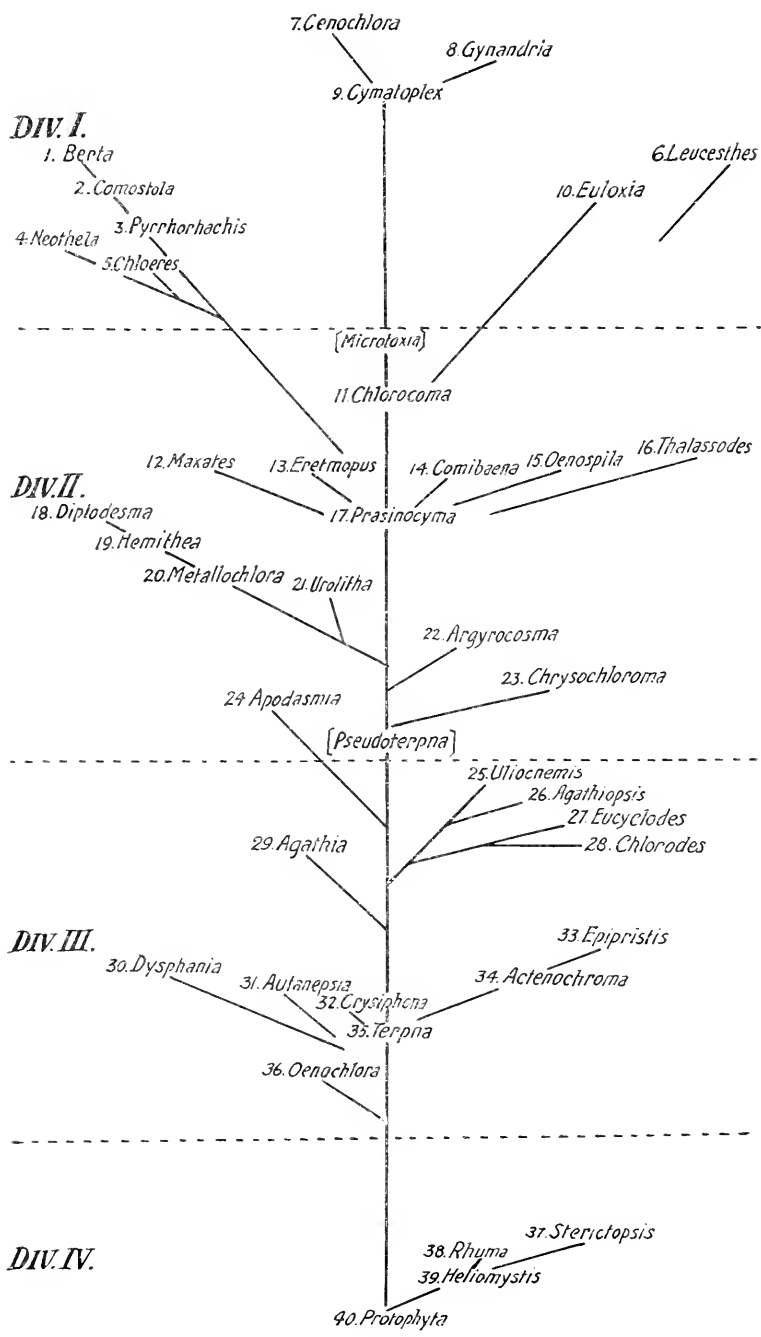 7.Cenochlora
8.Gynandria
9.Cymatoplex
DIV. I.
1. Berta
6.Leucesthes
2.Comostola
10.Euloxia
3.Pyrrhorhachis
4.Neothela
5.Chloeres
[Microloxia]
11.Chlorocoma
16.Thalassodes
12.Maxates
13.Eretmopus
14.Comibaena
15.Oenospila
DIV. II.
18.Diplodesma
17.Prasinocyma
19.Hemithea
20.Metallochlora
21.Urolitha
22.Argyrocosma
23.Chrysochloroma
24.Apodasmia
[Pseudoterpna]
25.Uliocnemis
26.Agathiopsis
27.Eucyclodes
29.Agathia
28.Chlorodes
DIV. III.
33.Epipristis
30.Dysphania
31.Autanepsia
34.Actenochroma
32.Crysiphona
35.Terpna
36.Oenochlora
37.Sterictopsis
DIV. IV.
38.Rhuma
39.Heliomystis
40.Protophyta